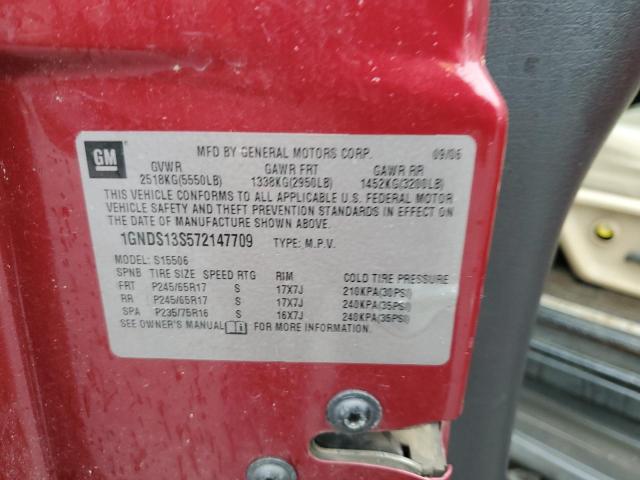 GM
MFD BY GENERAL MOTORS CORP. 09/06
GVWR GAWR FRT GAWR RR
2518KG(5550LB) 1338KG(2950LB) 1452KG(3200LB)
THIS VEHICLE CONFORMS TO ALL APPLICABLE U.S. FEDERAL MOTOR
VEHICLE SAFETY AND THEFT PREVENTION STANDARDS IN EFFECT ON
THE DATE OF MANUFACTURE SHOWN ABOVE.
1GNDS13S572147709 TYPE: M.P.V.
MODEL: S15506
SPNB TIRE SIZE SPEED RTG RIM COLD TIRE PRESSURE
FRT P245/65R17 S 17X7J 210KPA(30PSI)
RR P245/65R17 S 17X7J 240KPA(35PSI)
SPA P235/75R16 S 16X7J 240KPA(35PSI)
SEE OWNER'S MANUAL FOR MORE INFORMATION.